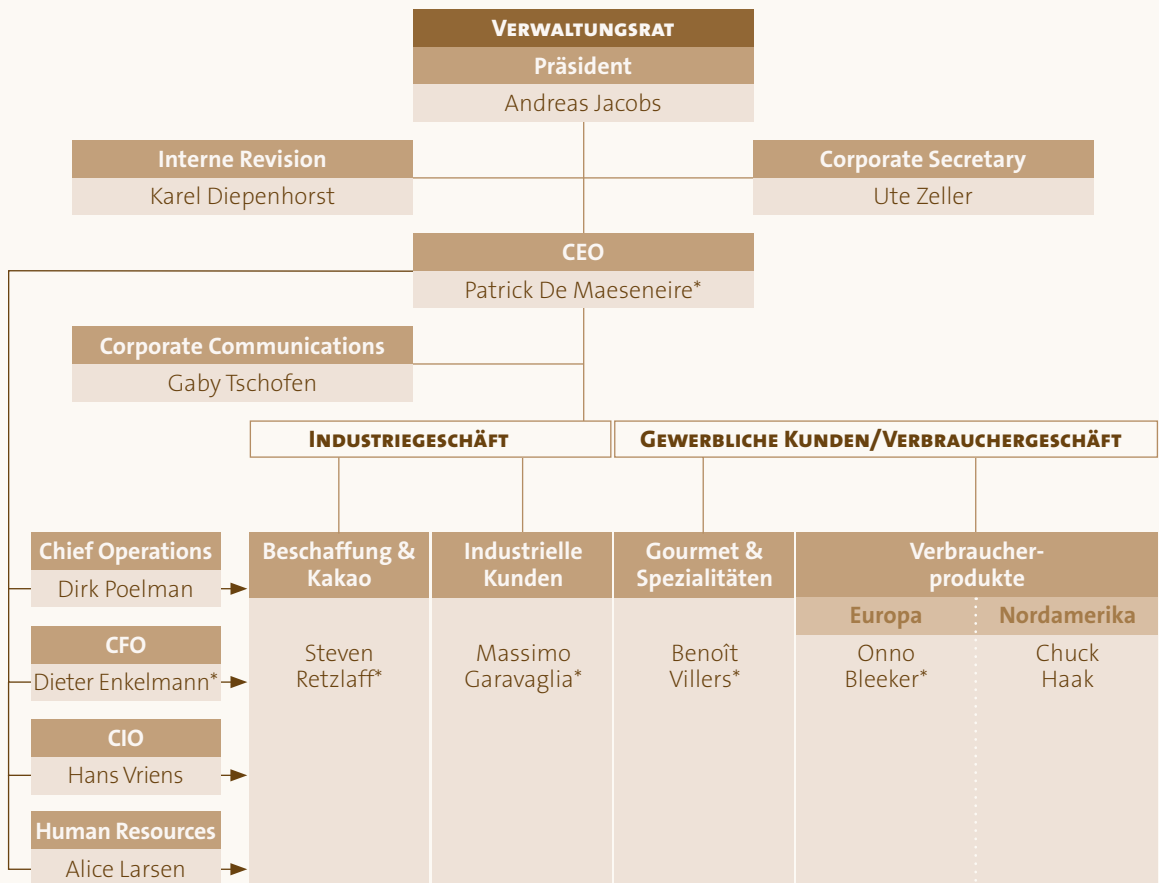 VERWALTUNGSRAT
Präsident
Andreas Jacobs
Interne Revision
Karel Diepenhorst
Corporate Secretary
Ute Zeller
CEO
Patrick De Maeseneire*
Corporate Communications
Gaby Tschofen
INDUSTRIEGESCHÄFT
GEWERBLICHE KUNDEN/VERBRAUCHERGESCHÄFT
Chief Operations
Dirk Poelman
CFO
Dieter Enkelmann*
CIO
Hans Vriens
Human Resources
Alice Larsen
Beschaffung &
Kakao
Steven
Retzlaff*
Industrielle
Kunden
Massimo
Garavaglia*
Gourmet &
Spezialitäten
Benoît
Villers*
Verbraucher-
produkte
Europa
Onno
Bleeker*
Nordamerika
Chuck
Haak